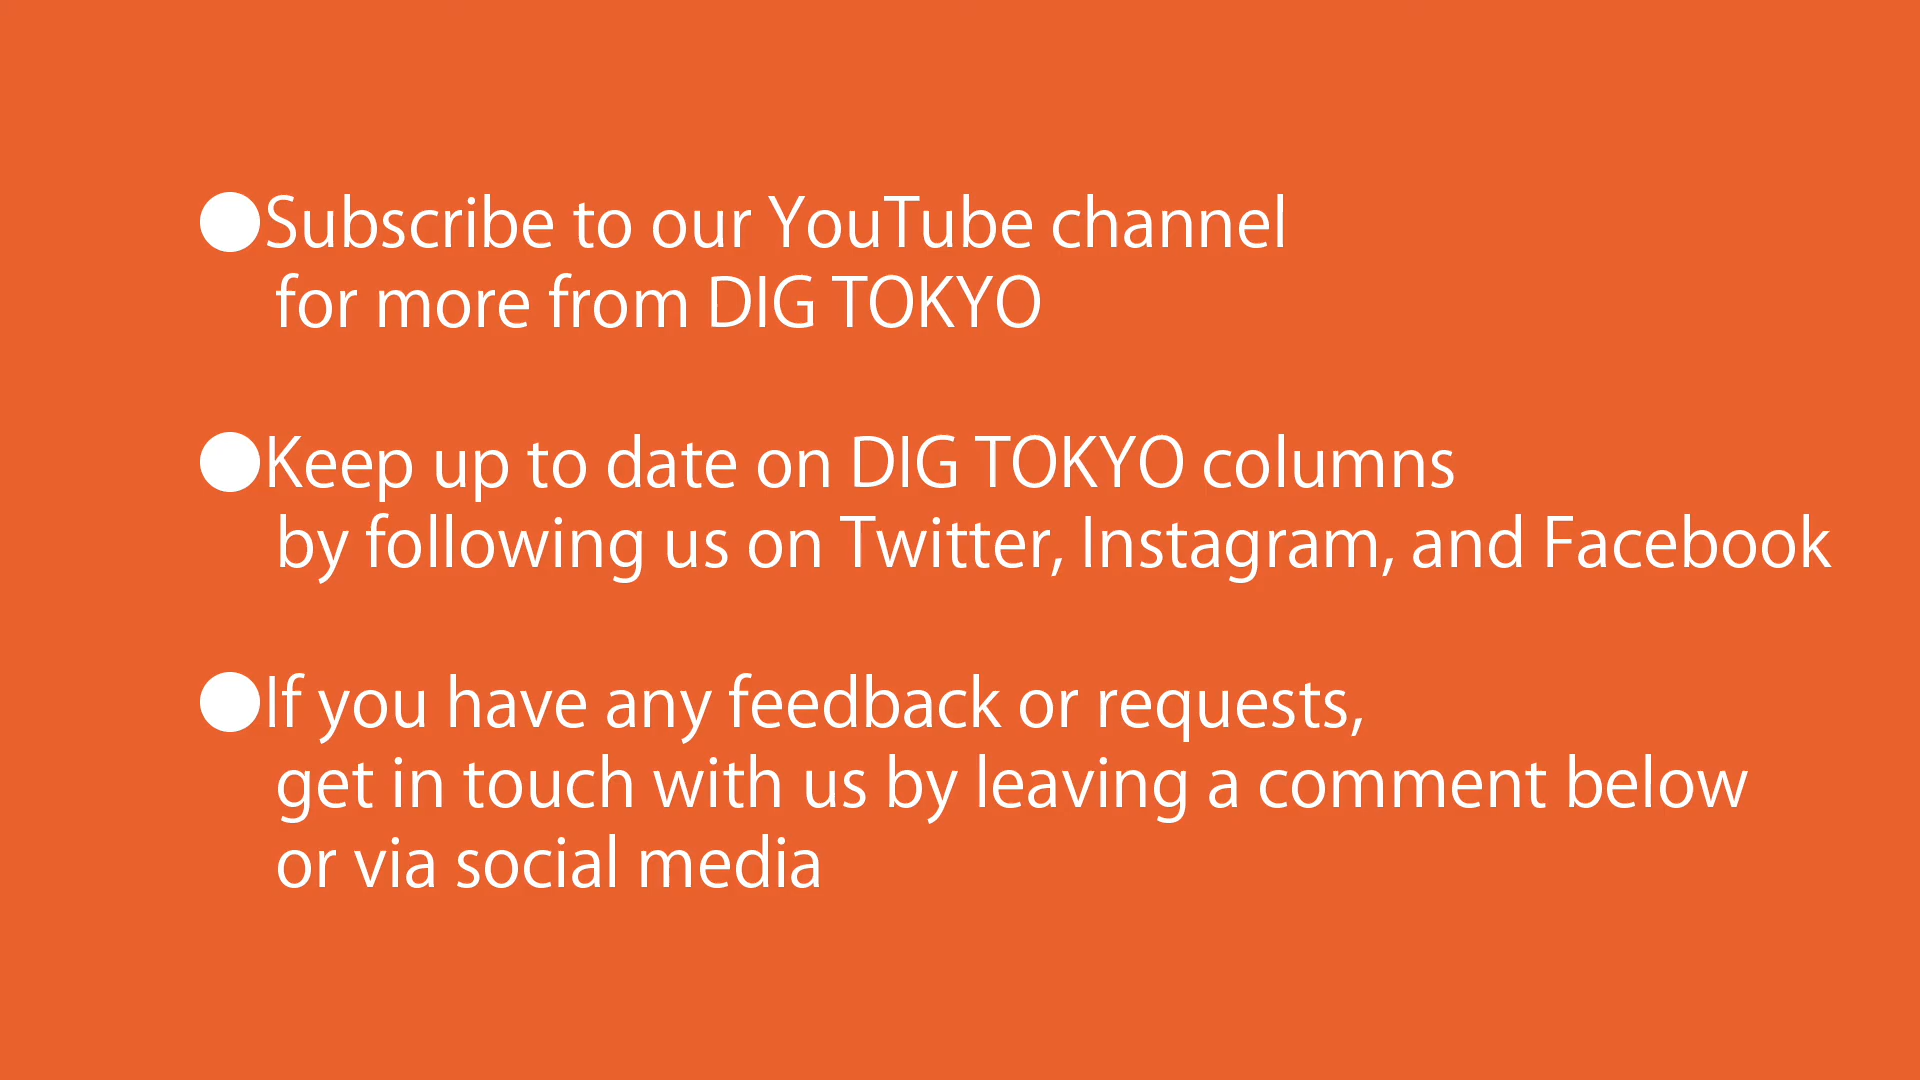 ●Subscribe to our YouTube channel
for more from DIG TOKYO
●Keep up to date on DIG TOKYO columns
by following us on Twitter, Instagram, and Facebook
●If you have any feedback or requests,
get in touch with us by leaving a comment below
or via social media